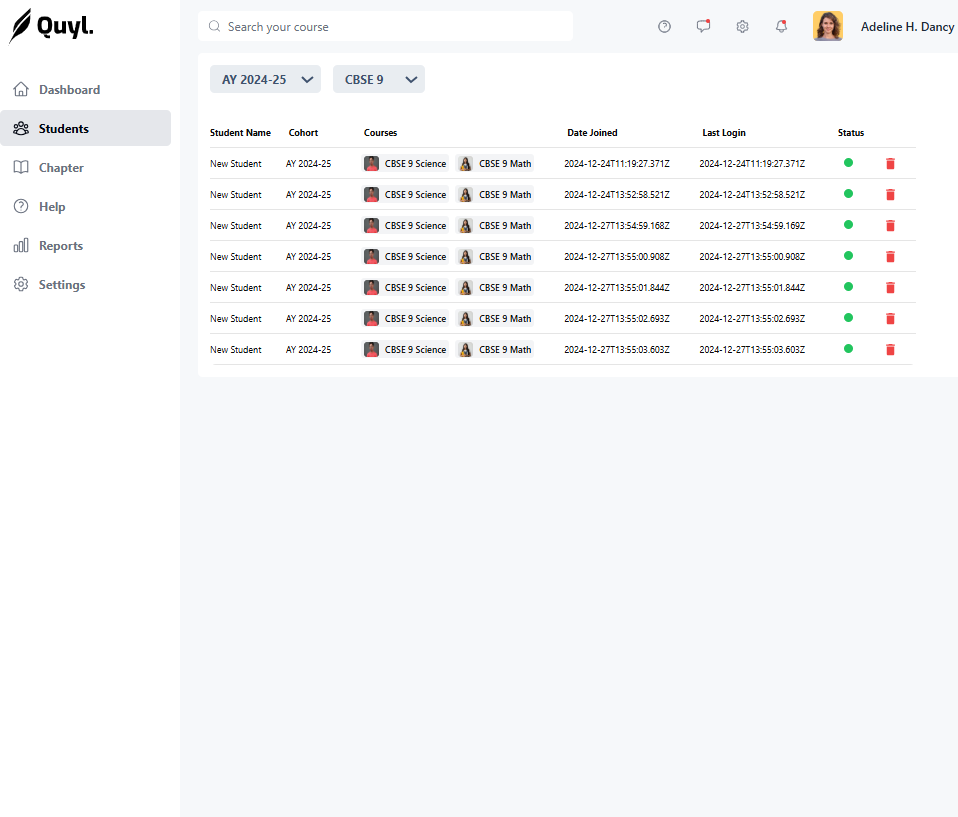 Quyl.
Search your course
Adeline H. Dancy
Dashboard
Students
Chapter
Help
Reports
Settings
AY 2024-25 CBSE 9
Student Name Cohort Courses Date Joined Last Login Status
New Student AY 2024-25 CBSE 9 Science CBSE 9 Math 2024-12-24T11:19:27.371Z 2024-12-24T11:19:27.371Z
New Student AY 2024-25 CBSE 9 Science CBSE 9 Math 2024-12-24T13:52:58.521Z 2024-12-24T13:52:58.521Z
New Student AY 2024-25 CBSE 9 Science CBSE 9 Math 2024-12-27T13:54:59.168Z 2024-12-27T13:54:59.169Z
New Student AY 2024-25 CBSE 9 Science CBSE 9 Math 2024-12-27T13:55:00.908Z 2024-12-27T13:55:00.908Z
New Student AY 2024-25 CBSE 9 Science CBSE 9 Math 2024-12-27T13:55:01.844Z 2024-12-27T13:55:01.844Z
New Student AY 2024-25 CBSE 9 Science CBSE 9 Math 2024-12-27T13:55:02.693Z 2024-12-27T13:55:02.693Z
New Student AY 2024-25 CBSE 9 Science CBSE 9 Math 2024-12-27T13:55:03.603Z 2024-12-27T13:55:03.603Z